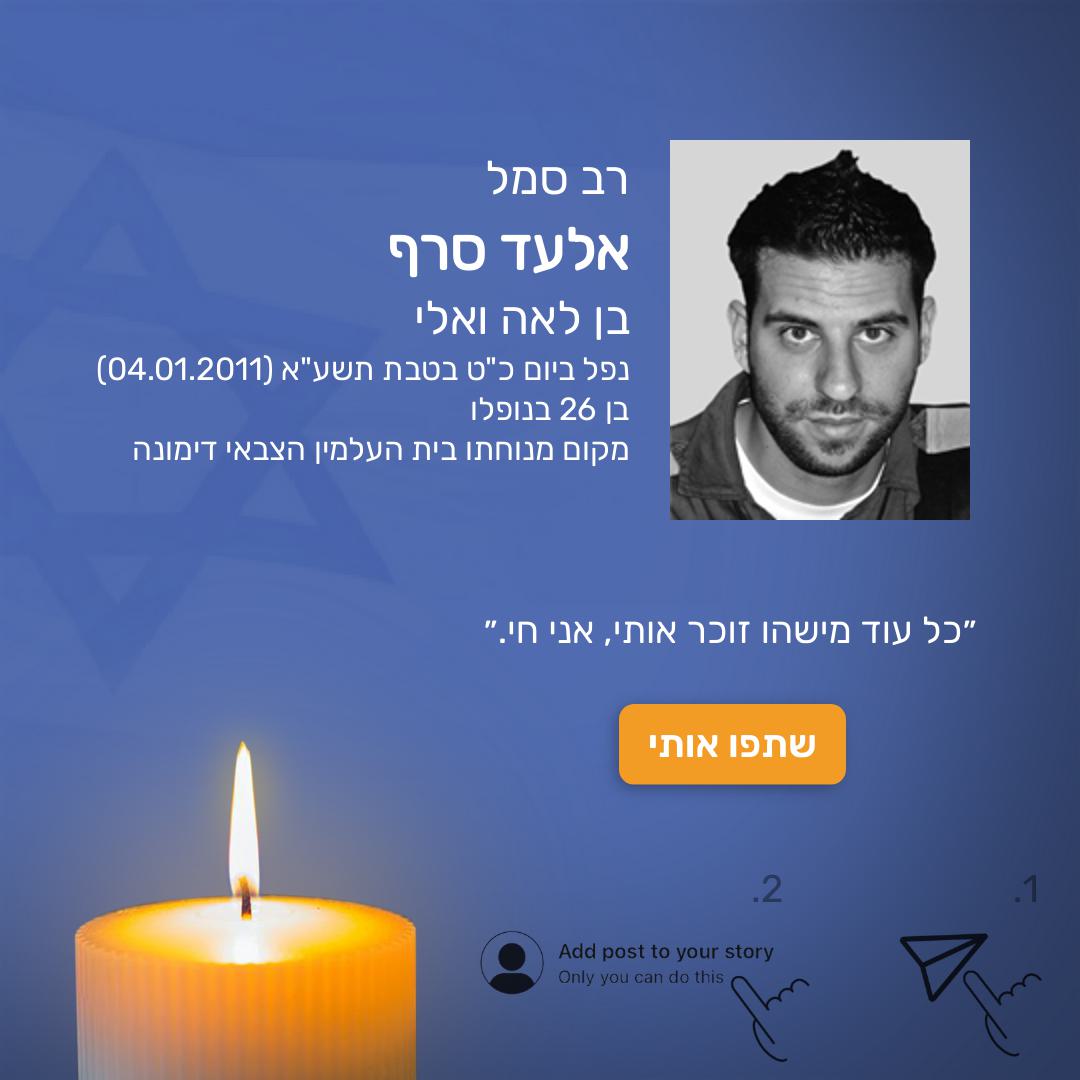 רב סמל
אלעד סרף
בן לאה ואלי
נפל ביום כ"ט בטבת תשע"א (04.01.2011)
בן 26 בנופלו
מקום מנוחתו בית העלמין הצבאי דימונה
״כל עוד מישהו זוכר אותי, אני חי.״
שתפו אותי
.1
.2
Add post to your story
Only you can do this